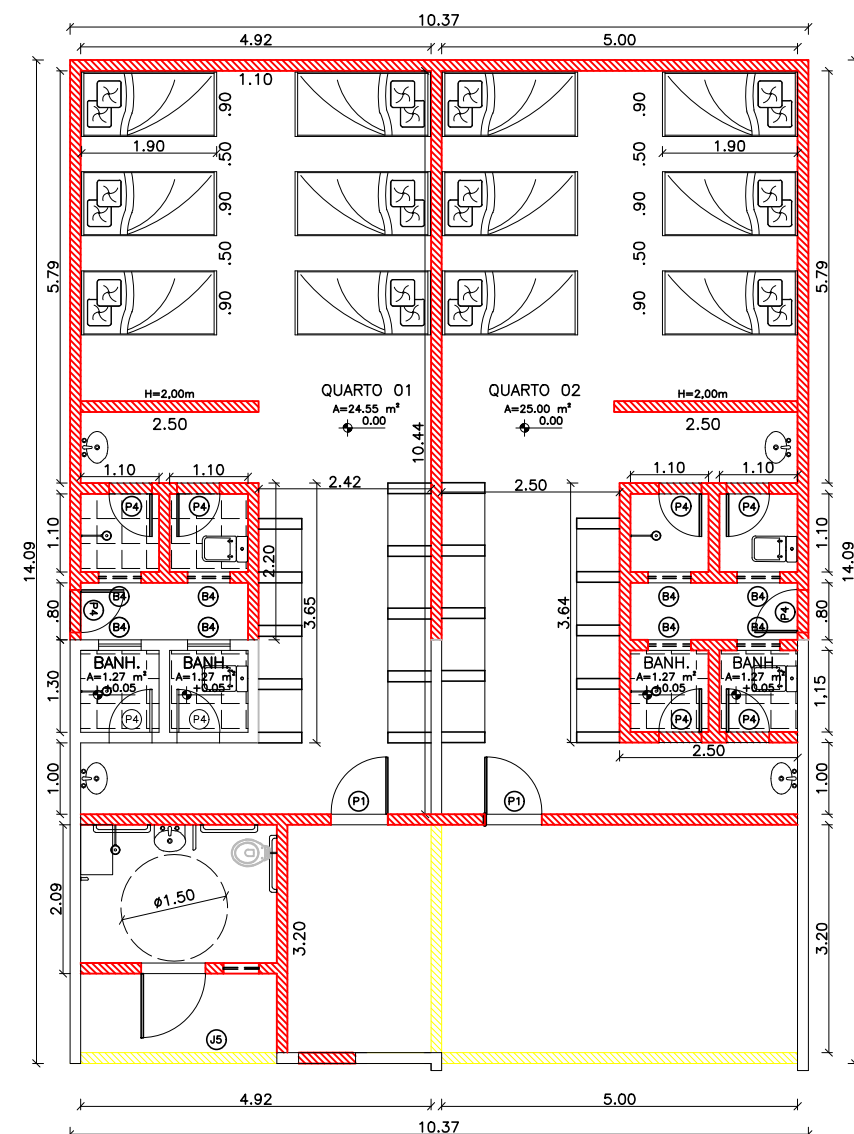 10.37
4.92 5.00
1.10
.90 .90
1.90 1.90
.50 .50
.90 .90
5.79 .50 .50 5.79
.90 .90
H=2,00m QUARTO 01 QUARTO 02 H=2,00m
A=24.55 m² A=25.00 m²
0.00 0.00
2.50 2.50
10.44
1.10 1.10 1.10 1.10
2.42 2.50
P4 P4 P4 P4
1.10 1.10
14.09 2.20 14.09
B4 B4 B4 B4
.80 P4 3.65 3.64 P4 .80
B4 B4 B4 B4
BANH. BANH. BANH. BANH.
A=1.27 m² A=1.27 m² A=1.27 m² A=1.27 m²
+0.05 +0.05 +0.05 +0.05
1.30 1,15
P4 P4 P4 P4
2.50
1.00 1.00
P1 P1
ø1.50
2.09 3.20 3.20
J5
4.92 5.00
10.37